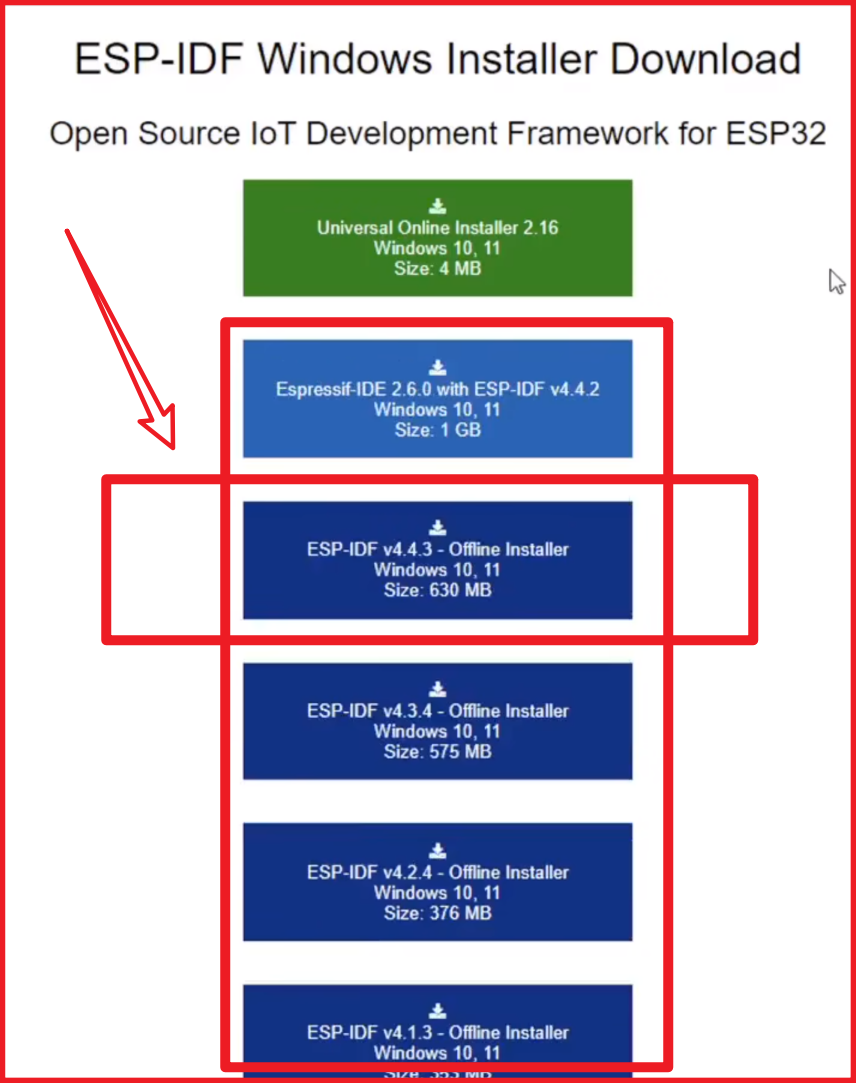 ESP-IDF Windows Installer Download
Open Source IoT Development Framework for ESP32
Universal Online Installer 2.16
Windows 10, 11
Size: 4 MB
Espressif-IDE 2.6.0 with ESP-IDF v4.4.2
Windows 10, 11
Size: 1 GB
ESP-IDF v4.4.3 - Offline Installer
Windows 10, 11
Size: 630 MB
ESP-IDF v4.3.4 - Offline Installer
Windows 10, 11
Size: 575 MB
ESP-IDF v4.2.4 - Offline Installer
Windows 10, 11
Size: 376 MB
ESP-IDF v4.1.3 - Offline Installer
Windows 10, 11
Size: 353 MB